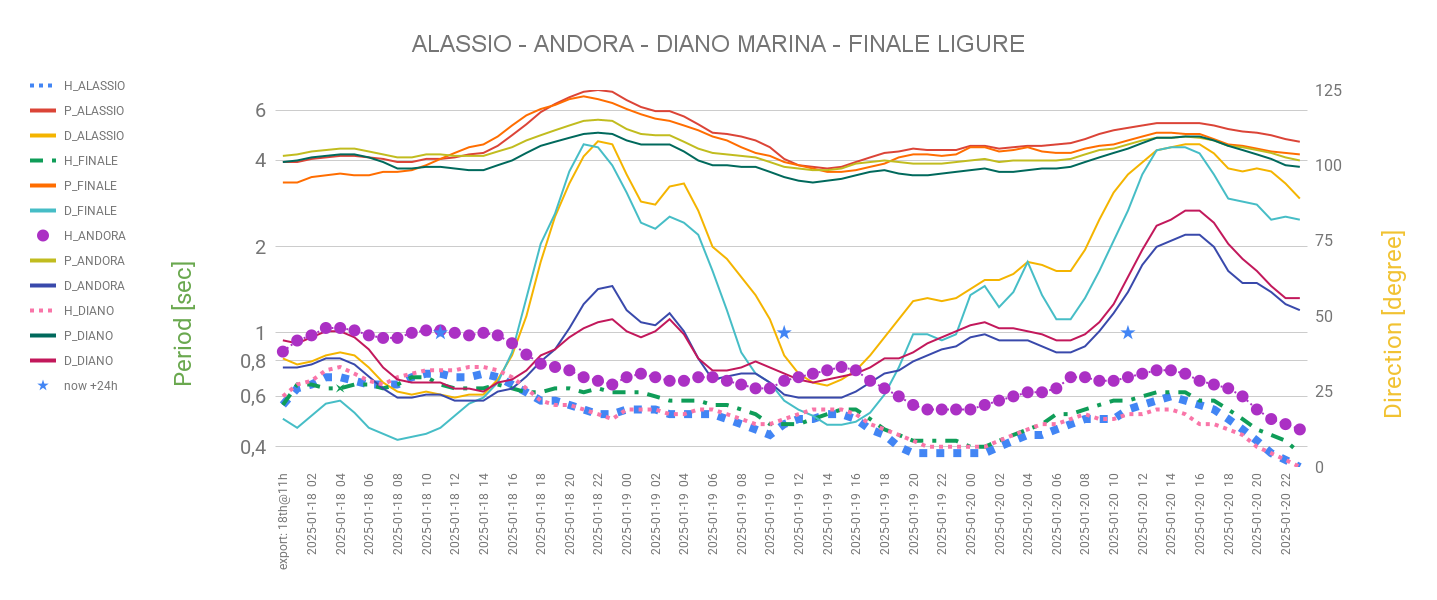 ALASSIO - ANDORA - DIANO MARINA - FINALE LIGURE
H_ALASSIO
P_ALASSIO
D_ALASSIO
H_FINALE
P_FINALE
D_FINALE
H_ANDORA
P_ANDORA
D_ANDORA
H_DIANO
P_DIANO
D_DIANO
now +24h
Period [sec]
6
4
2
1
0,8
0,6
0,4
125
100
75
50
25
0
Direction [degree]
export: 18th@11h
2025-01-18 02
2025-01-18 04
2025-01-18 06
2025-01-18 08
2025-01-18 10
2025-01-18 12
2025-01-18 14
2025-01-18 16
2025-01-18 18
2025-01-18 20
2025-01-18 22
2025-01-19 00
2025-01-19 02
2025-01-19 04
2025-01-19 06
2025-01-19 08
2025-01-19 10
2025-01-19 12
2025-01-19 14
2025-01-19 16
2025-01-19 18
2025-01-19 20
2025-01-19 22
2025-01-20 00
2025-01-20 02
2025-01-20 04
2025-01-20 06
2025-01-20 08
2025-01-20 10
2025-01-20 12
2025-01-20 14
2025-01-20 16
2025-01-20 18
2025-01-20 20
2025-01-20 22